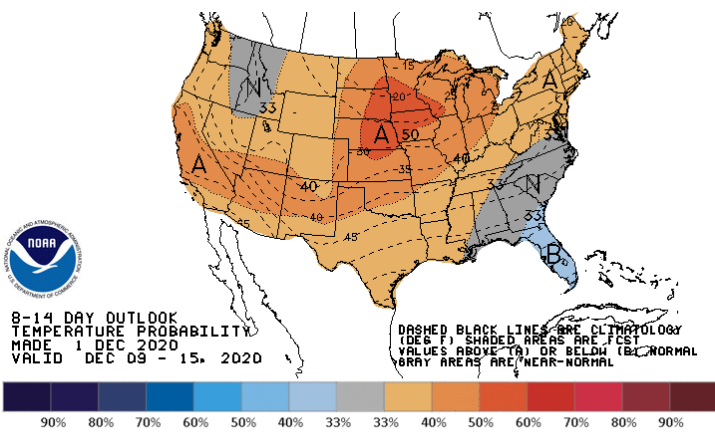 N
33
15
20
A
A
50
30
A
40
35
40
40
45
33
33
N
33
B
NATIONAL OCEANIC AND ATMOSPHERIC ADMINISTRATION
NOAA
U.S. DEPARTMENT OF COMMERCE
8-14 DAY OUTLOOK
TEMPERATURE PROBABILITY
MADE 1 DEC 2020
VALID DEC 09 - 15, 2020
DASHED BLACK LINES ARE CLIMATOLOGY
(DEG F) SHADED AREAS ARE FCST
VALUES ABOVE (A) OR BELOW (B) NORMAL
GRAY AREAS ARE NEAR-NORMAL
90% 80% 70% 60% 50% 40% 33% 33% 40% 50% 60% 70% 80% 90%